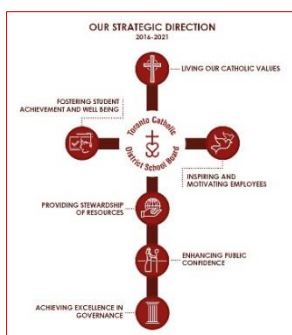 OUR STRATEGIC DIRECTION
2016-2021
LIVING OUR CATHOLIC VALUES
FOSTERING STUDENT
ACHIEVEMENT AND WELL BEING
Toronto Catholic
District School Board
INSPIRING AND
MOTIVATING EMPLOYEES
PROVIDING STEWARDSHIP
OF RESOURCES
ENHANCING PUBLIC
CONFIDENCE
ACHIEVING EXCELLENCE IN
GOVERNANCE